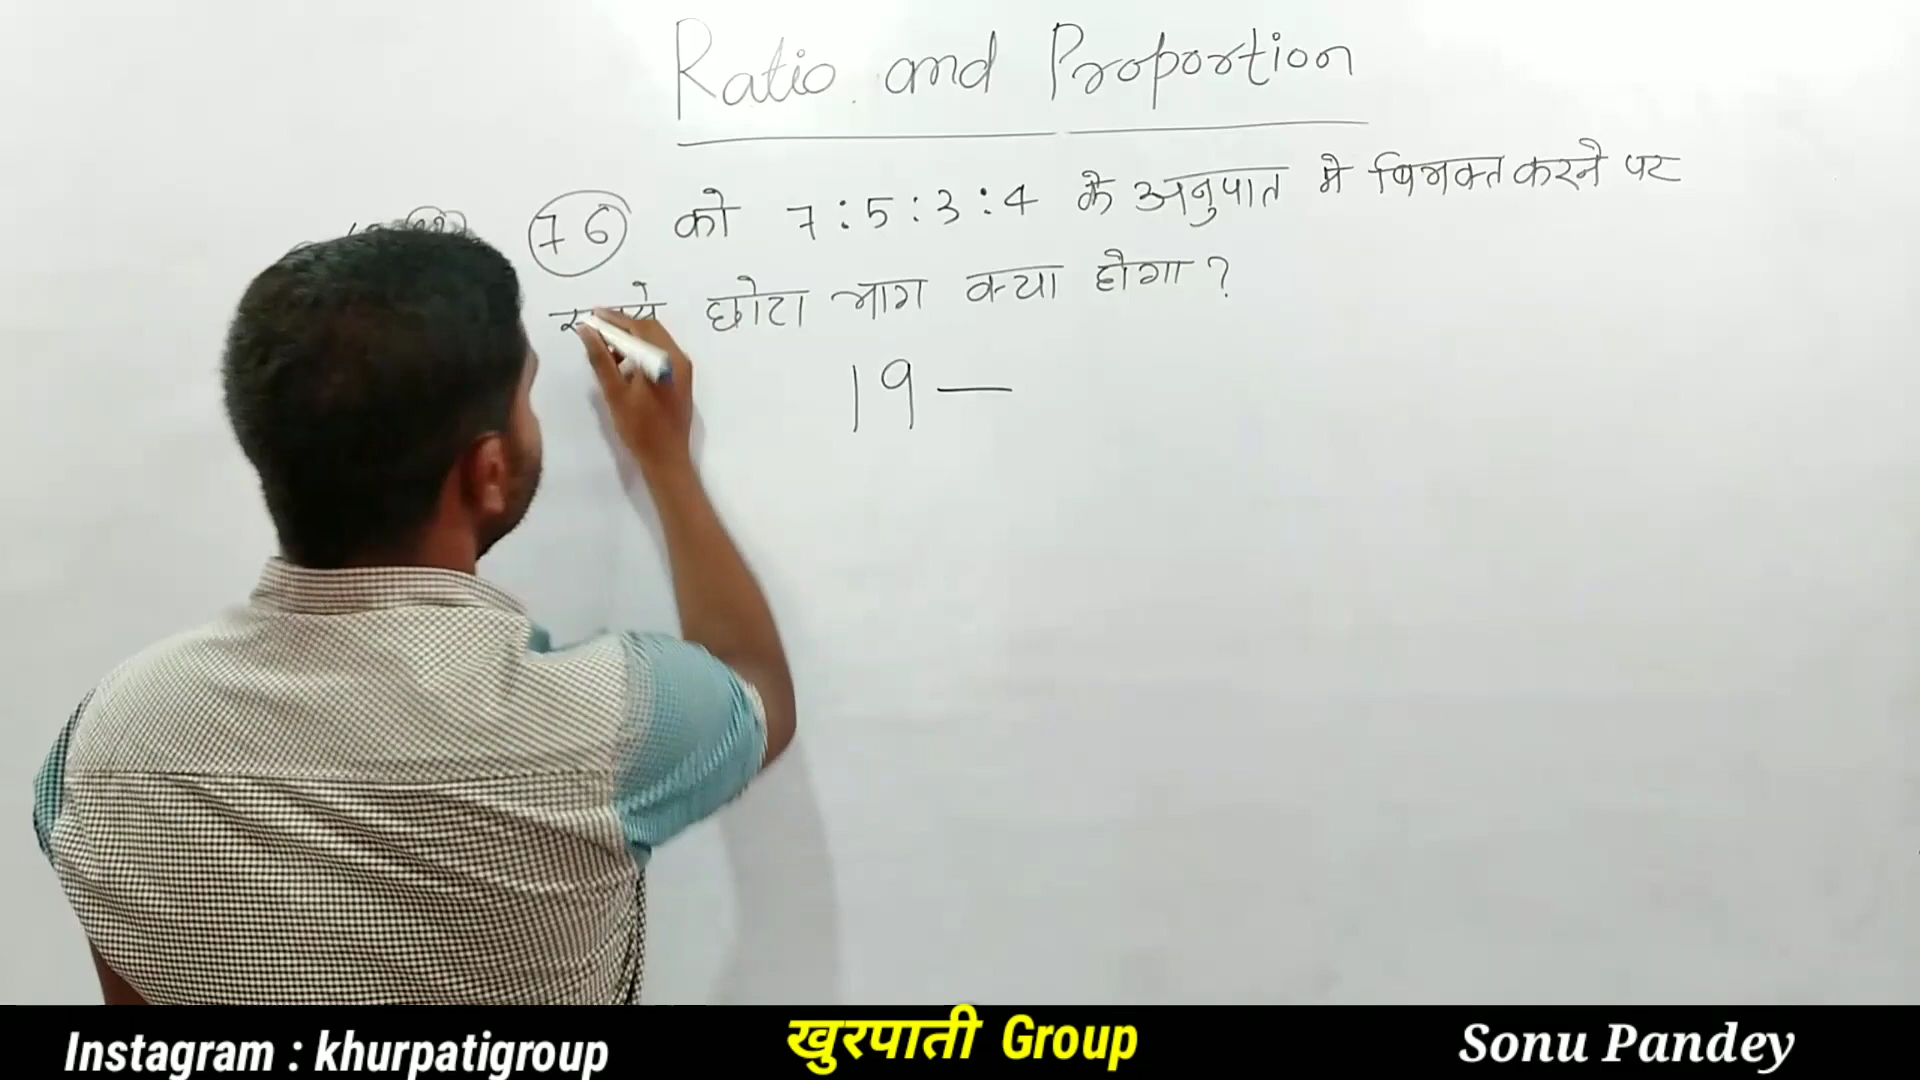 Ratio and Proportion
76 को 7:5:3:4 के अनुपात मे विभक्त करने पर
छोटा भाग क्या होगा ?
19 —
Instagram : khurpatigroup
खुरपाती Group
Sonu Pandey